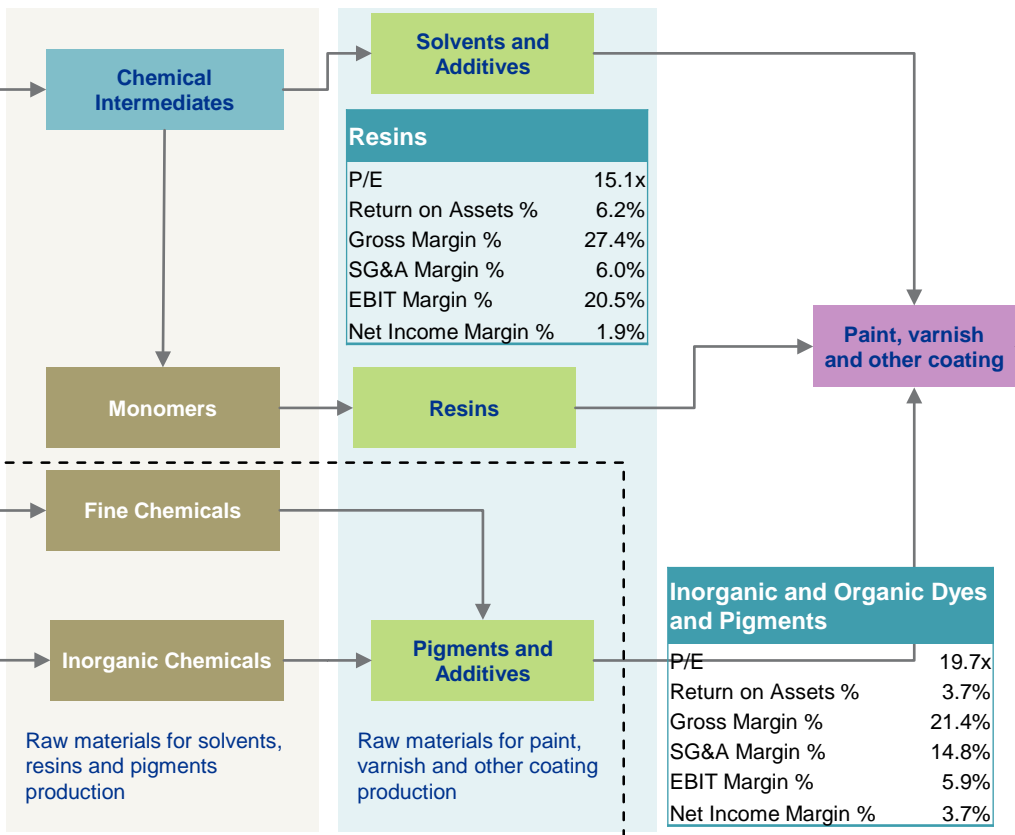 Chemical
Intermediates
Solvents and
Additives
Resins
P/E 15.1x
Return on Assets % 6.2%
Gross Margin % 27.4%
SG&A Margin % 6.0%
EBIT Margin % 20.5%
Net Income Margin % 1.9%
Paint, varnish
and other coating
Monomers
Resins
Fine Chemicals
Inorganic Chemicals
Pigments and
Additives
Inorganic and Organic Dyes
and Pigments
P/E 19.7x
Return on Assets % 3.7%
Gross Margin % 21.4%
SG&A Margin % 14.8%
EBIT Margin % 5.9%
Net Income Margin % 3.7%
Raw materials for solvents,
resins and pigments
production
Raw materials for paint,
varnish and other coating
production